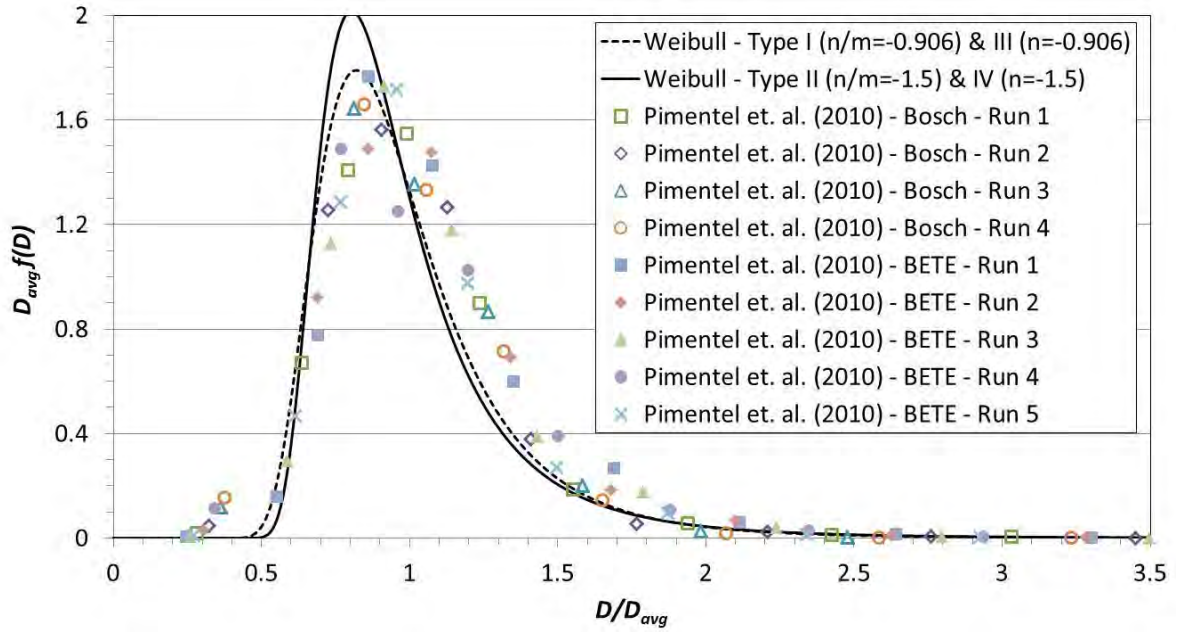 2
1.6
1.2
0.8
0.4
0
D_avg f(D)
Weibull - Type I (n/m=-0.906) & III (n=-0.906)
Weibull - Type II (n/m=-1.5) & IV (n=-1.5)
Pimentel et. al. (2010) - Bosch - Run 1
Pimentel et. al. (2010) - Bosch - Run 2
Pimentel et. al. (2010) - Bosch - Run 3
Pimentel et. al. (2010) - Bosch - Run 4
Pimentel et. al. (2010) - BETE - Run 1
Pimentel et. al. (2010) - BETE - Run 2
Pimentel et. al. (2010) - BETE - Run 3
Pimentel et. al. (2010) - BETE - Run 4
Pimentel et. al. (2010) - BETE - Run 5
0 0.5 1 1.5 2 2.5 3 3.5
D/D_avg